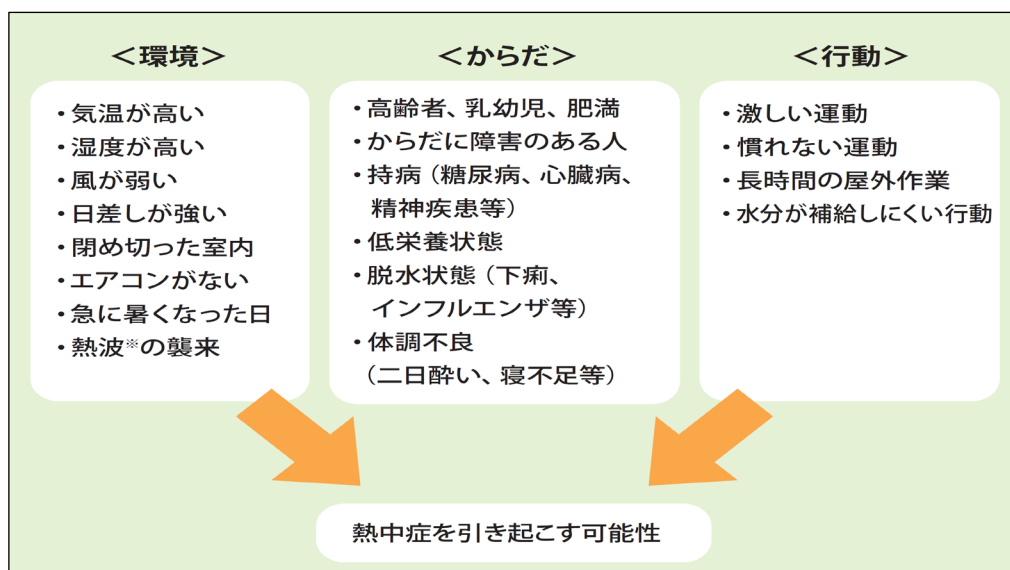 ＜環境＞
・気温が高い
・湿度が高い
・風が弱い
・日差しが強い
・閉め切った室内
・エアコンがない
・急に暑くなった日
・熱波※の襲来
＜からだ＞
・高齢者、乳幼児、肥満
・からだに障害のある人
・持病（糖尿病、心臓病、
精神疾患等）
・低栄養状態
・脱水状態（下痢、
インフルエンザ等）
・体調不良
（二日酔い、寝不足等）
＜行動＞
・激しい運動
・慣れない運動
・長時間の屋外作業
・水分が補給しにくい行動
熱中症を引き起こす可能性